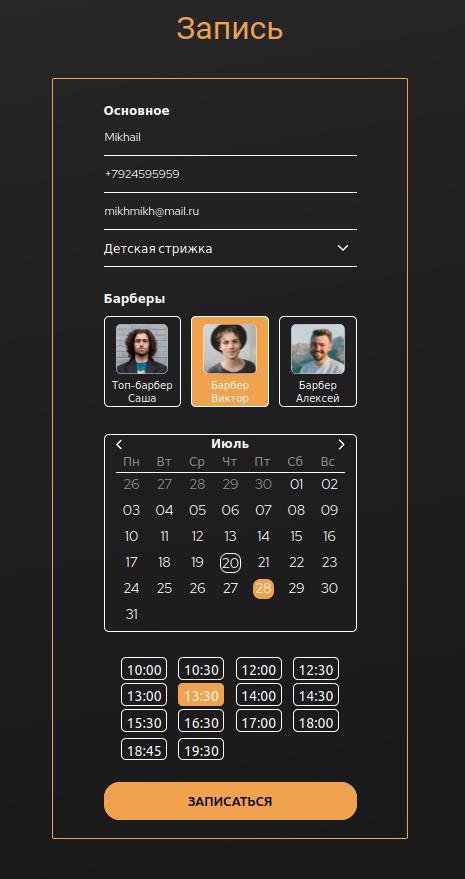 Запись
Основное
Mikhail
+7924595959
mikhmikh@mail.ru
Детская стрижка
Барберы
Топ-барбер Саша
Барбер Виктор
Барбер Алексей
Июль
Пн Вт Ср Чт Пт Сб Вс
26 27 28 29 30 01 02
03 04 05 06 07 08 09
10 11 12 13 14 15 16
17 18 19 20 21 22 23
24 25 26 27 28 29 30
31
10:00 10:30 12:00 12:30
13:00 13:30 14:00 14:30
15:30 16:30 17:00 18:00
18:45 19:30
ЗАПИСАТЬСЯ